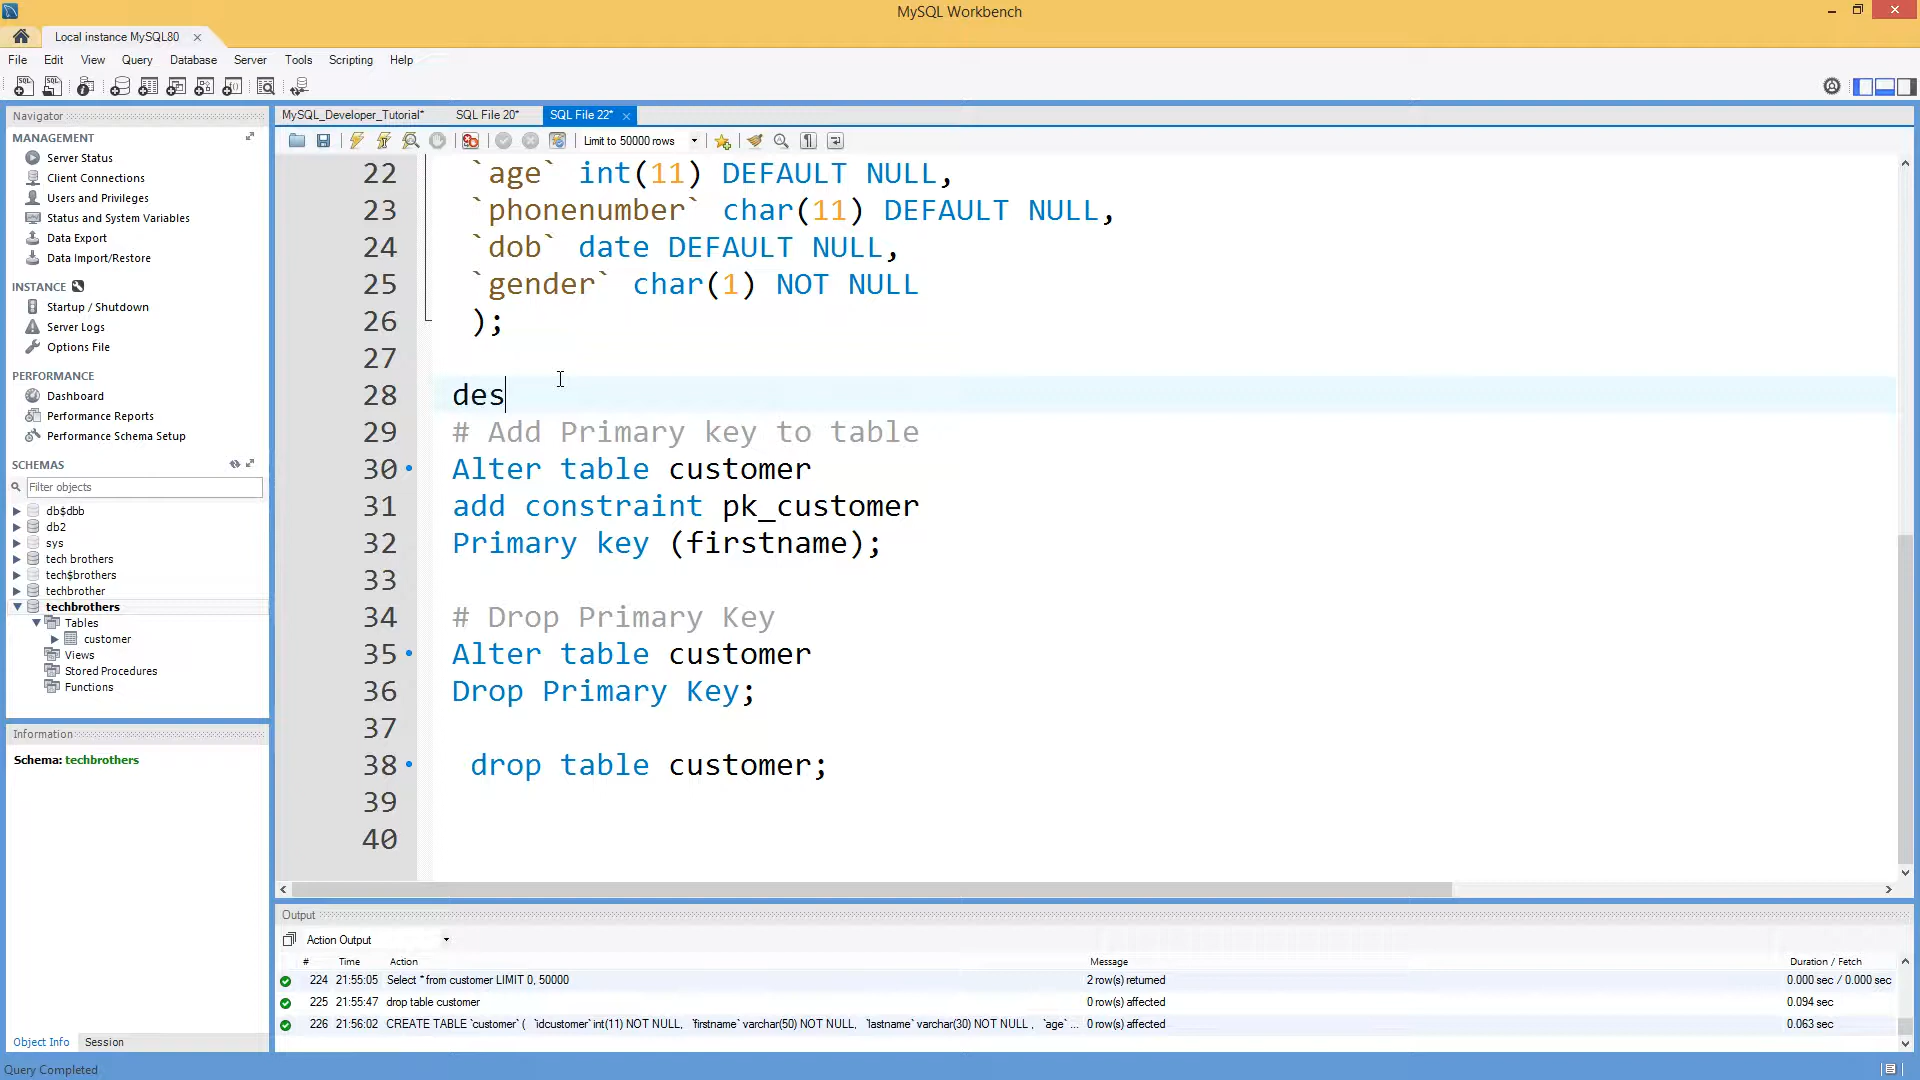 MySQL Workbench
Local instance MySQL80
File Edit View Query Database Server Tools Scripting Help
Navigator
MANAGEMENT
Server Status
Client Connections
Users and Privileges
Status and System Variables
Data Export
Data Import/Restore
INSTANCE
Startup / Shutdown
Server Logs
Options File
PERFORMANCE
Dashboard
Performance Reports
Performance Schema Setup
SCHEMAS
Filter objects
db$dbb
db2
sys
tech brothers
tech$brothers
techbrother
techbrothers
Tables
customer
Views
Stored Procedures
Functions
Information
Schema: techbrothers
Object Info Session
MySQL_Developer_Tutorial* SQL File 20* SQL File 22*
Limit to 50000 rows
22 `age` int(11) DEFAULT NULL,
23 `phonenumber` char(11) DEFAULT NULL,
24 `dob` date DEFAULT NULL,
25 `gender` char(1) NOT NULL
26 );
27
28 des
29 # Add Primary key to table
30 Alter table customer
31 add constraint pk_customer
32 Primary key (firstname);
33
34 # Drop Primary Key
35 Alter table customer
36 Drop Primary Key;
37
38 drop table customer;
39
40
Output
Action Output
# Time Action Message Duration / Fetch
224 21:55:05 Select * from customer LIMIT 0, 50000 2 row(s) returned 0.000 sec / 0.000 sec
225 21:55:47 drop table customer 0 row(s) affected 0.094 sec
226 21:56:02 CREATE TABLE `customer` ( `idcustomer` int(11) NOT NULL, `firstname` varchar(50) NOT NULL, `lastname` varchar(30) NOT NULL , `age` ... 0 row(s) affected 0.063 sec
Query Completed